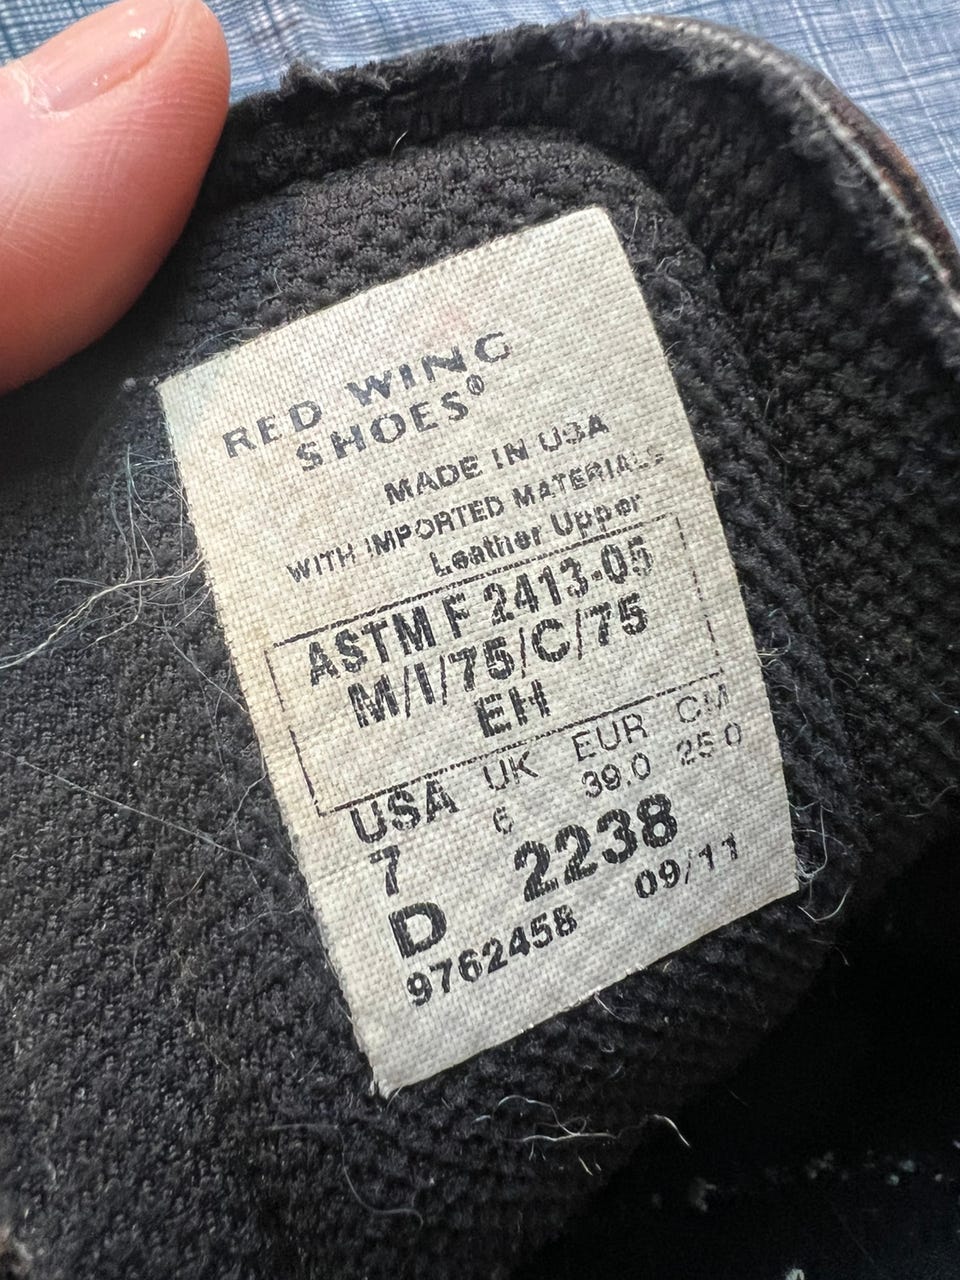 RED WING
SHOES®
MADE IN USA
WITH IMPORTED MATERIALS
Leather Upper
ASTM F 2413-05
M/I/75/C/75
EH
USA UK EUR CM
7 6 39.0 25.0
D 2238
9762458 09/11